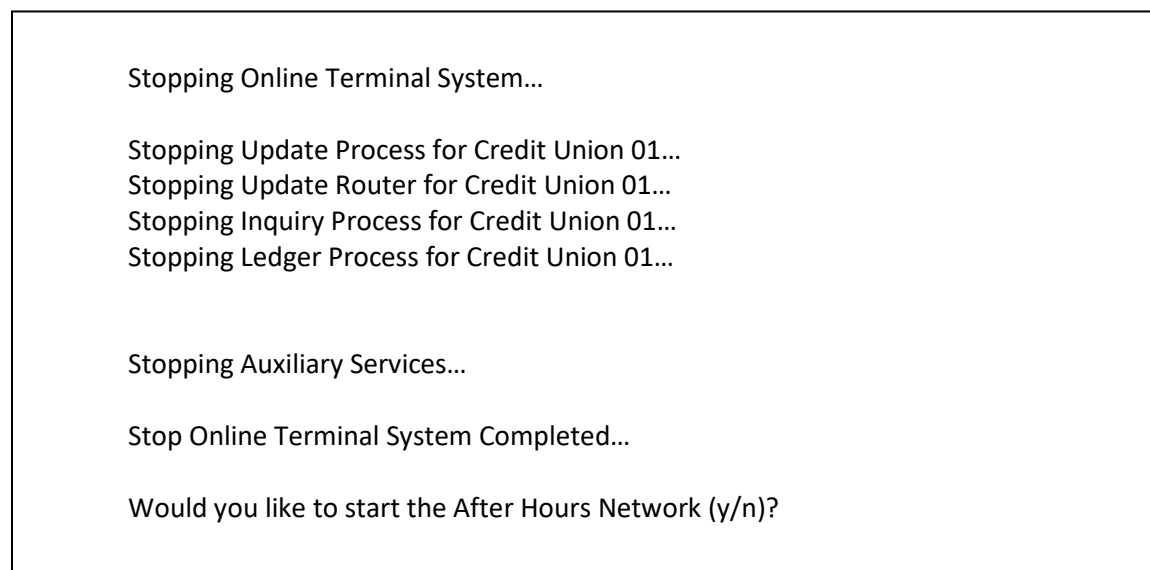 Stopping Online Terminal System…
Stopping Update Process for Credit Union 01…
Stopping Update Router for Credit Union 01…
Stopping Inquiry Process for Credit Union 01…
Stopping Ledger Process for Credit Union 01…
Stopping Auxiliary Services…
Stop Online Terminal System Completed…
Would you like to start the After Hours Network (y/n)?